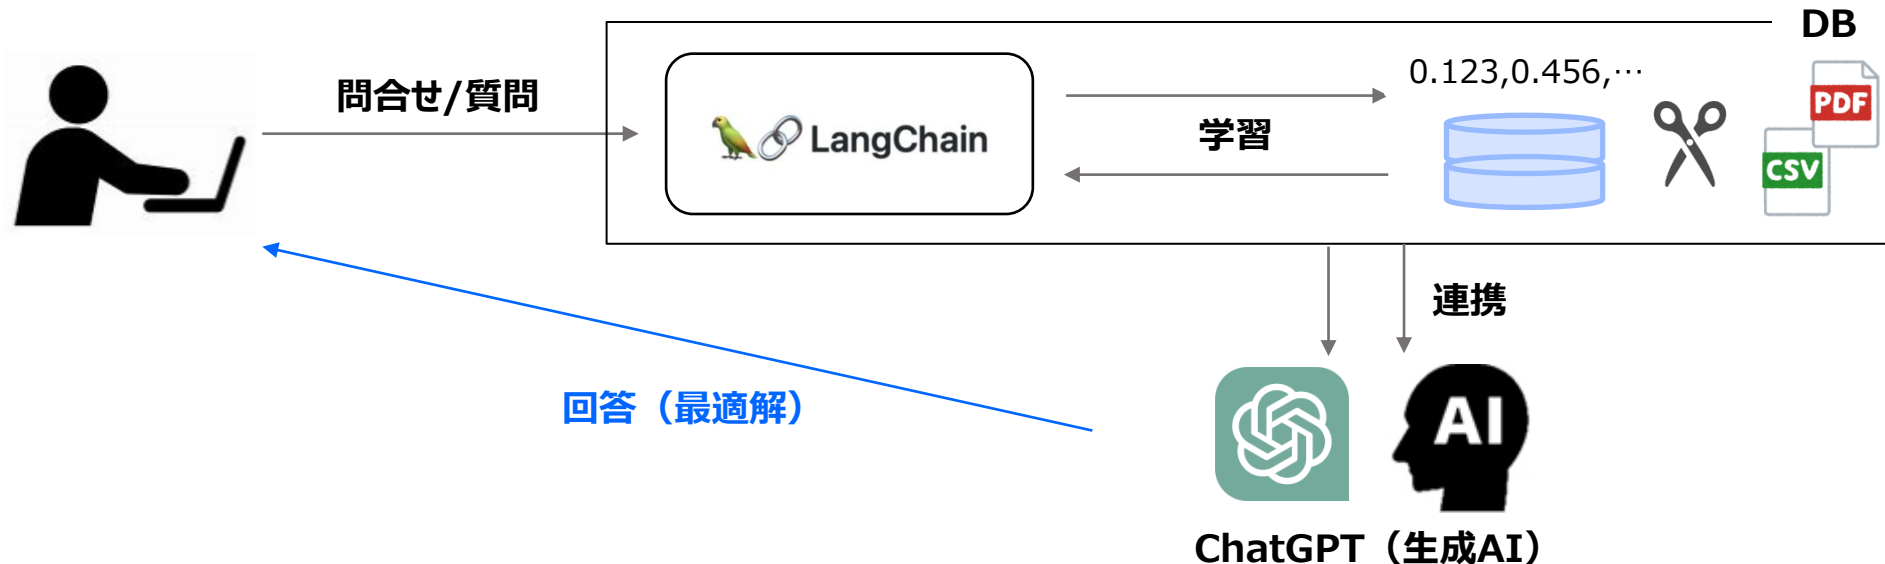 DB
問合せ/質問
LangChain
学習
0.123,0.456,…
PDF
CSV
連携
回答（最適解）
AI
ChatGPT（生成AI）